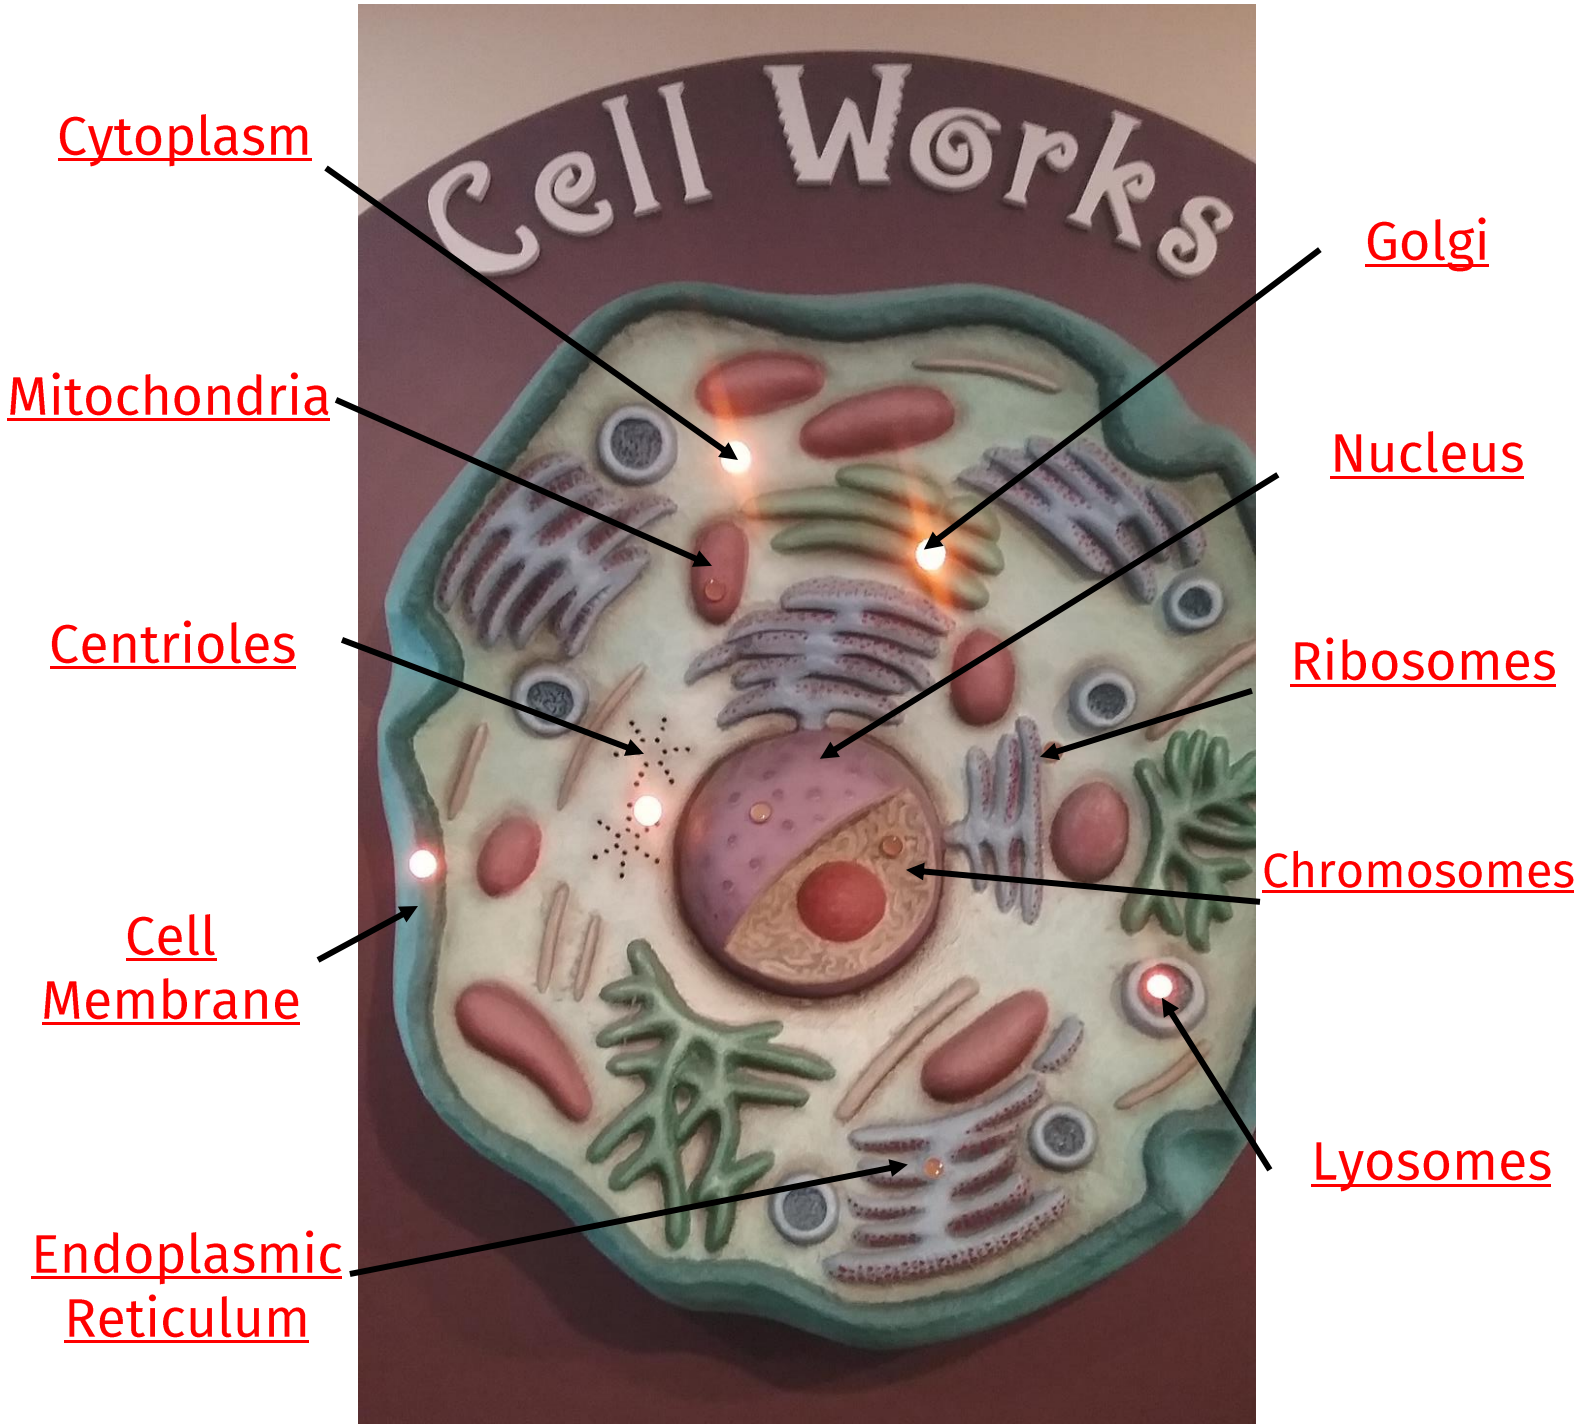 Cell Works
Cytoplasm
Golgi
Mitochondria
Nucleus
Centrioles
Ribosomes
Chromosomes
Cell
Membrane
Lyosomes
Endoplasmic
Reticulum